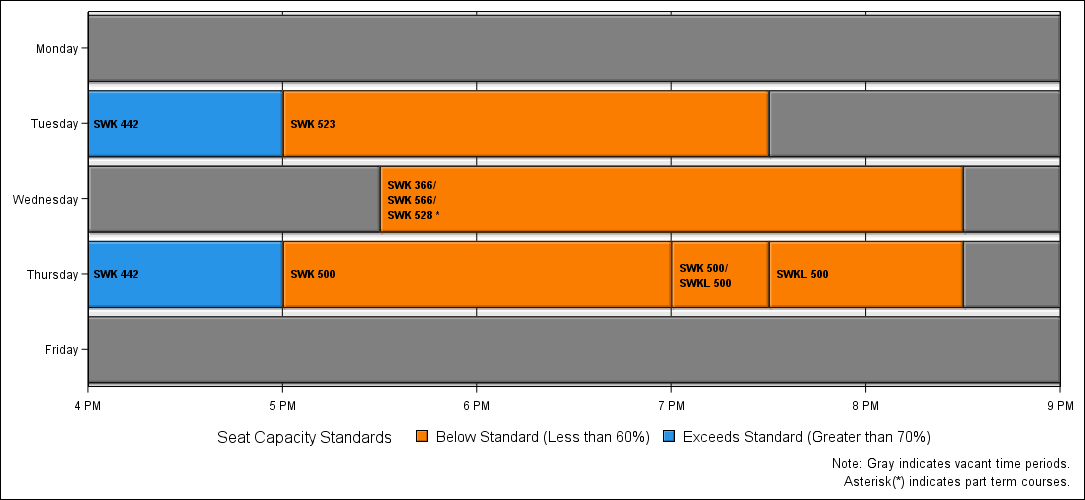 Monday
Tuesday
SWK 442
SWK 523
Wednesday
SWK 366/
SWK 566/
SWK 528 *
Thursday
SWK 442
SWK 500
SWK 500/
SWKL 500
SWKL 500
Friday
4 PM
5 PM
6 PM
7 PM
8 PM
9 PM
Seat Capacity Standards
Below Standard (Less than 60%)
Exceeds Standard (Greater than 70%)
Note: Gray indicates vacant time periods.
Asterisk(*) indicates part term courses.